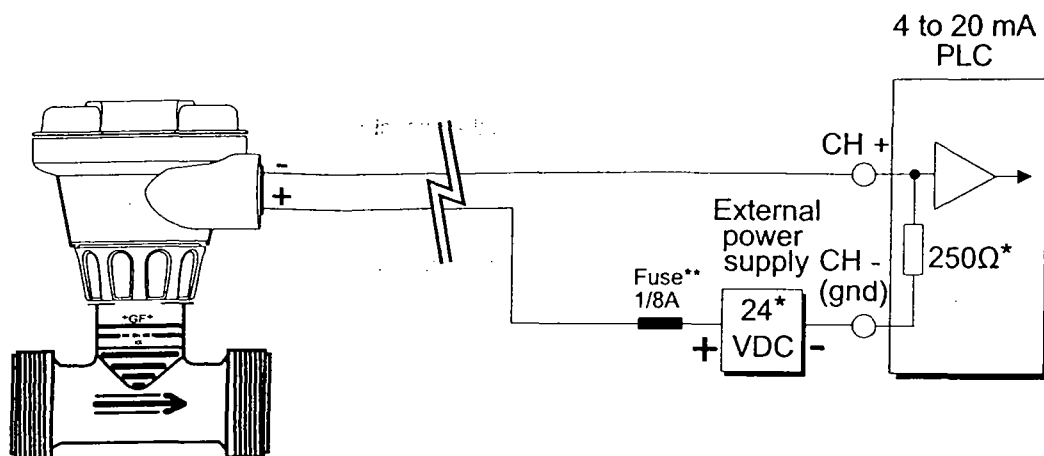 4 to 20 mA
PLC
CH +
-
+
External
power
supply
CH -
(gnd)
250Ω*
Fuse**
1/8A
24*
VDC
+
-
+GF+